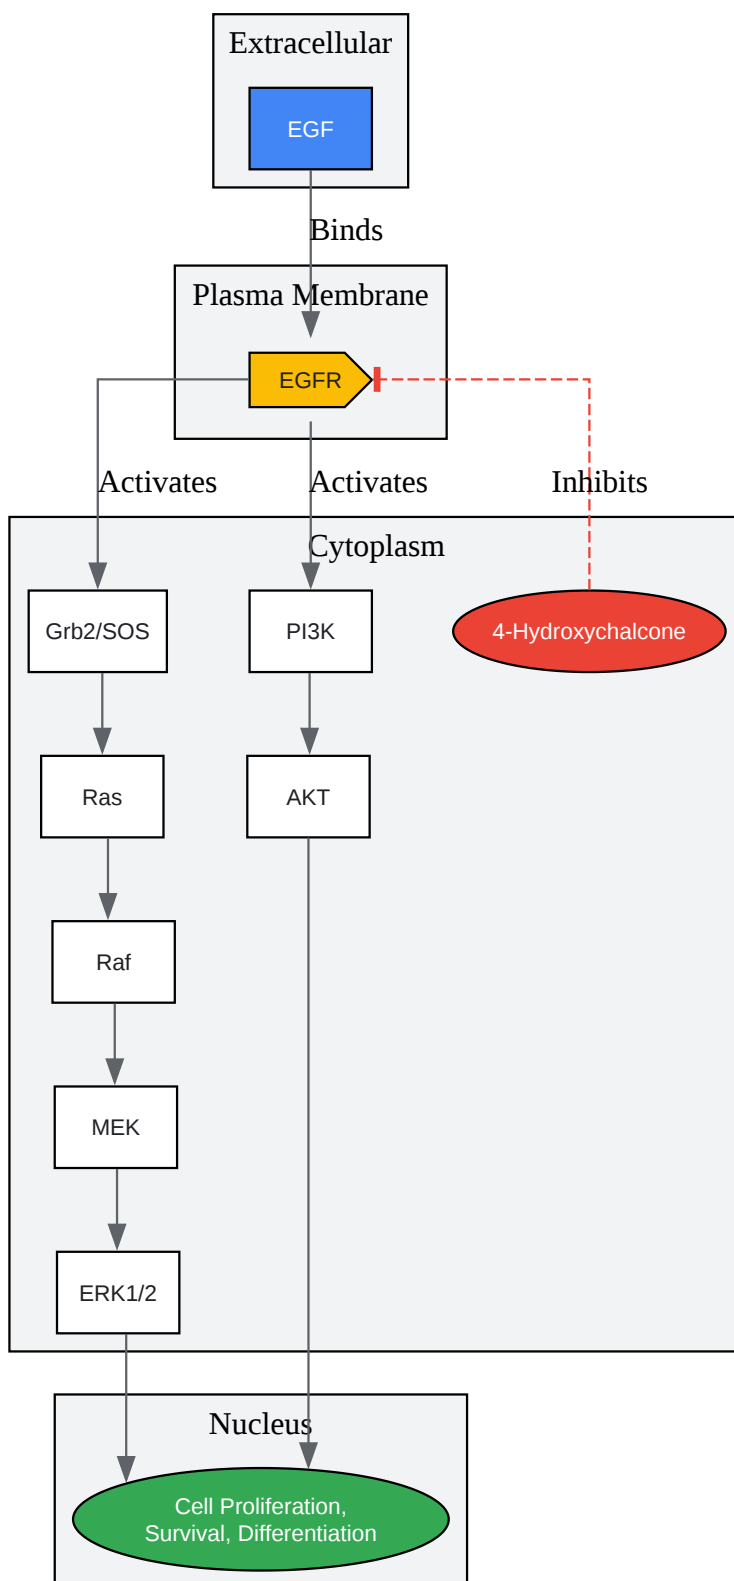 Extracellular
EGF
Binds
Plasma Membrane
EGFR
Activates
Activates
Inhibits
Cytoplasm
Grb2/SOS
PI3K
4-Hydroxychalcone
Ras
AKT
Raf
MEK
ERK1/2
Nucleus
Cell Proliferation,
Survival, Differentiation